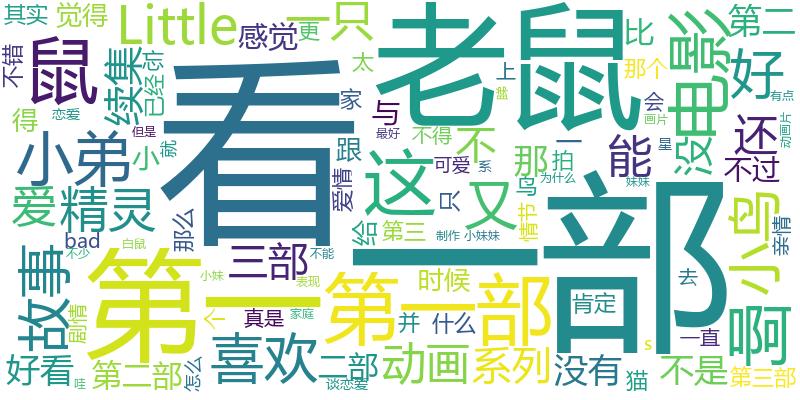 其实
觉得
Little
感觉
一只
更
太
老鼠
电影
没
比
第二
那个
好
不错
鼠
续集
已经
这
恋爱
得
但是
看
家
与
上
会
画片
有点
最好
不得
不
一
能
还
不过
星
动画片
小弟
小
就
跟
爱情
可爱
只
那
拍
鸟
系
为什么
妹妹
爱
精灵
那么
给
第三
又
情节
小鸟
亲情
bad
白鼠
制作
小妹妹
一部
去
故事
不少
第一
三部
不能
时候
第一部
肯定
啊
剧情
小妹
表现
个
真是
家庭
并
什么
s
一直
好看
第二部
怎么
喜欢
二部
动画
系列
没有
猫
不是
第三部
哇
谈恋爱